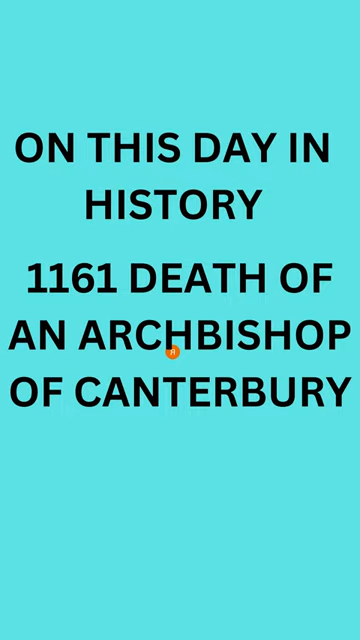 ON THIS DAY IN
HISTORY
1161 DEATH OF
AN ARCHBISHOP
OF CANTERBURY